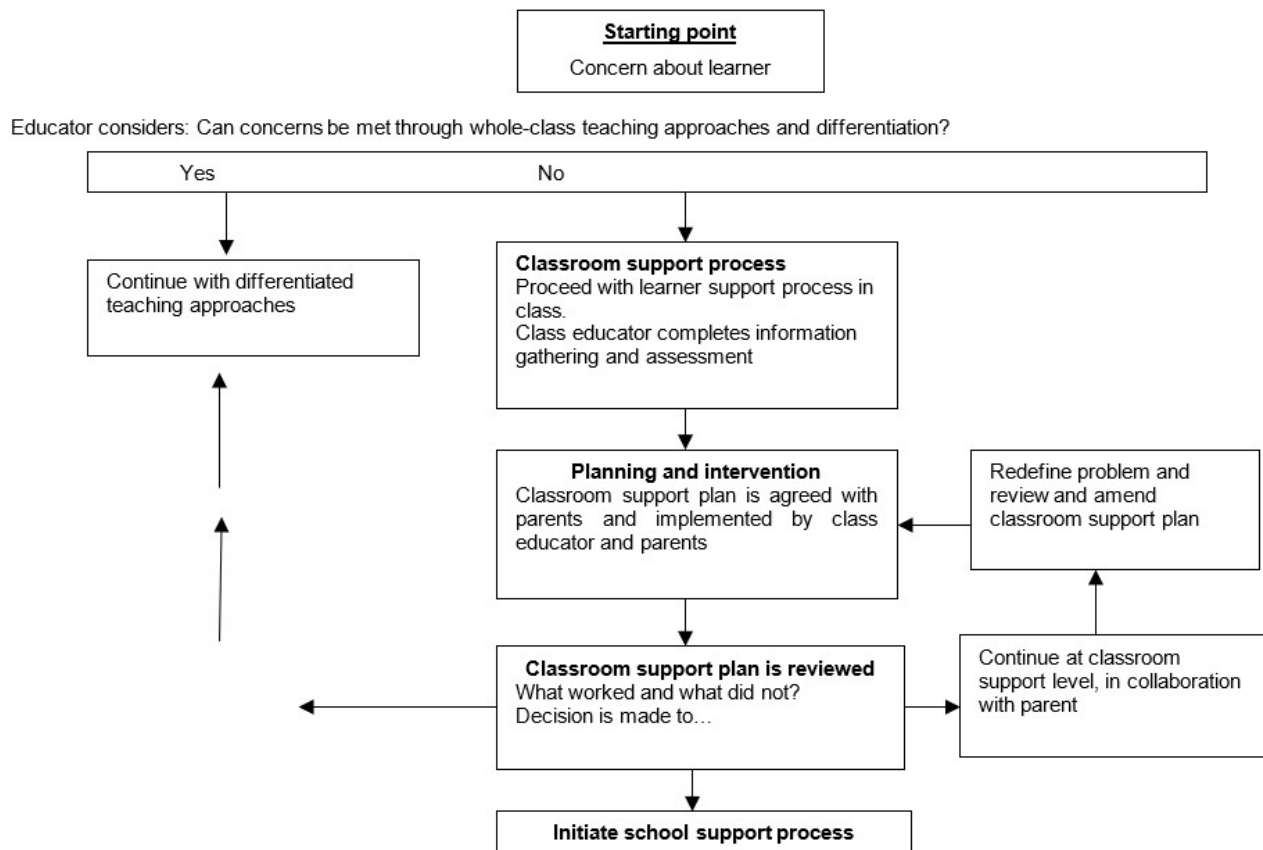 Starting point
Concern about learner
Educator considers: Can concerns be met through whole-class teaching approaches and differentiation?
Yes
No
Continue with differentiated
teaching approaches
Classroom support process
Proceed with learner support process in
class.
Class educator completes information
gathering and assessment
Planning and intervention
Classroom support plan is agreed with
parents and implemented by class
educator and parents
Redefine problem and
review and amend
classroom support plan
Classroom support plan is reviewed
What worked and what did not?
Decision is made to…
Continue at classroom
support level, in collaboration
with parent
Initiate school support process